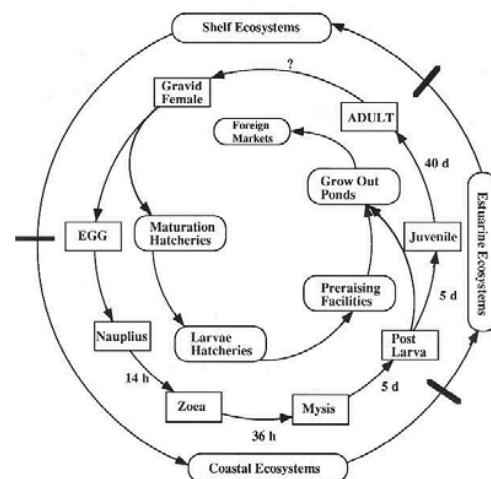 Shelf Ecosystems
?
Gravid
Female
ADULT
Foreign
Markets
40 d
Grow Out
Ponds
Estuarine Ecosystems
EGG
Maturation
Hatcheries
Juvenile
Preraising
Facilities
5 d
Nauplius
Larvae
Hatcheries
Post
Larva
14 h
5 d
Zoea
Mysis
36 h
Coastal Ecosystems